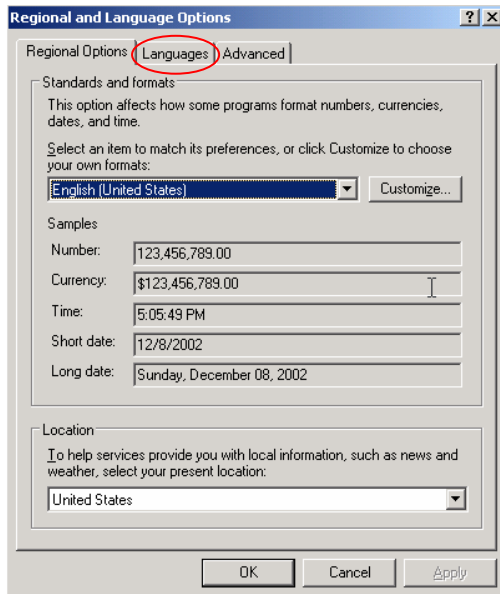 Regional and Language Options
Regional Options Languages Advanced
Standards and formats
This option affects how some programs format numbers, currencies,
dates, and time.
Select an item to match its preferences, or click Customize to choose
your own formats:
English (United States) Customize...
Samples
Number: 123,456,789.00
Currency: $123,456,789.00
Time: 5:05:49 PM
Short date: 12/8/2002
Long date: Sunday, December 08, 2002
Location
To help services provide you with local information, such as news and
weather, select your present location:
United States
OK Cancel Apply